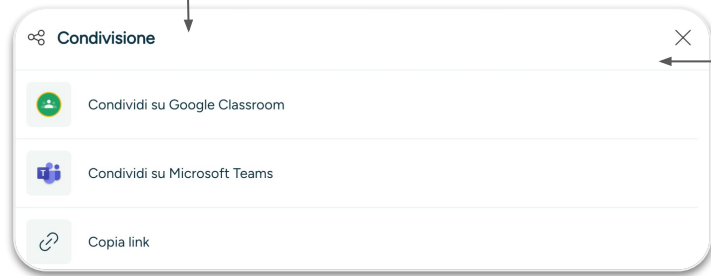 Condivisione
Condividi su Google Classroom
T
Condividi su Microsoft Teams
Copia link